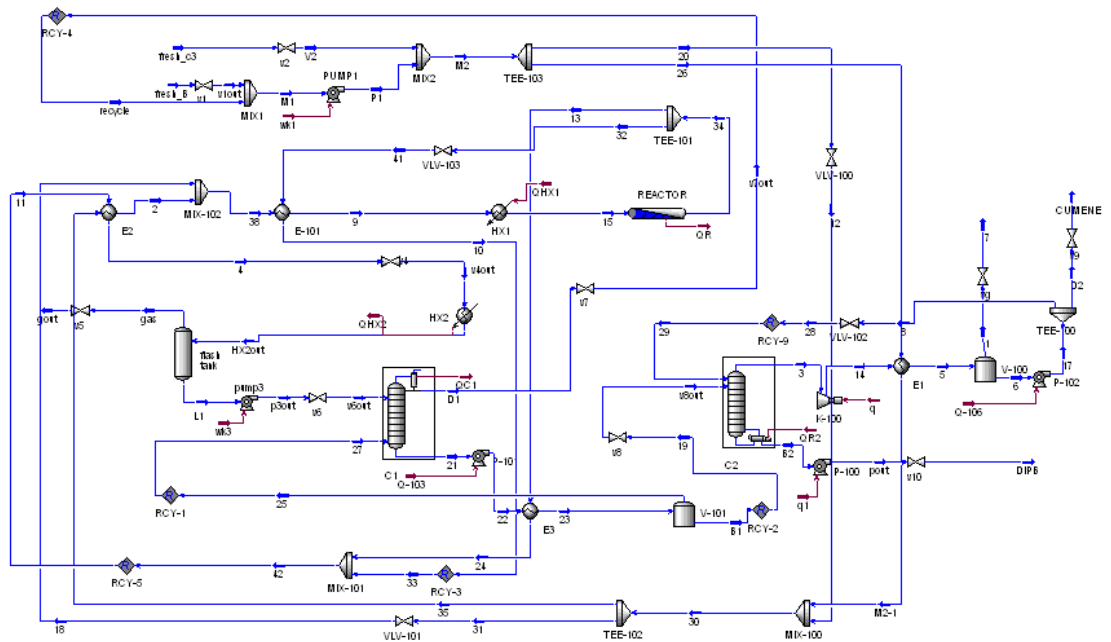 RCY-4
fresh_c3
v2
V2
MIX2
M2
TEE-103
20
26
fresh_B
v1
v1out
MIX1
M1
PUMP1
P1
wk1
recycle
13
32
TEE-101
34
41
VLV-103
v7out
VLV-100
12
CUMENE
11
E2
2
MIX-102
38
E-101
9
QHX1
HX1
15
REACTOR
QR
10
7
v9
D2
4
v4
v4out
gout
v5
gas
QHX2
HX2
HX2out
flash
tank
v7
29
RCY-9
28
VLV-102
8
TEE-100
3
14
E1
5
1
V-100
6
P-102
17
Q-106
K-100
q
L1
pump3
p3out
v6
v6out
wk3
QC1
D1
v8out
QR2
B2
C2
P-100
pout
v10
DIPB
q1
v8
19
27
C1
21
Q-103
22
E3
23
V-101
B1
RCY-2
RCY-1
25
24
RCY-5
42
MIX-101
33
RCY-3
18
VLV-101
31
35
TEE-102
30
MIX-100
M2-1